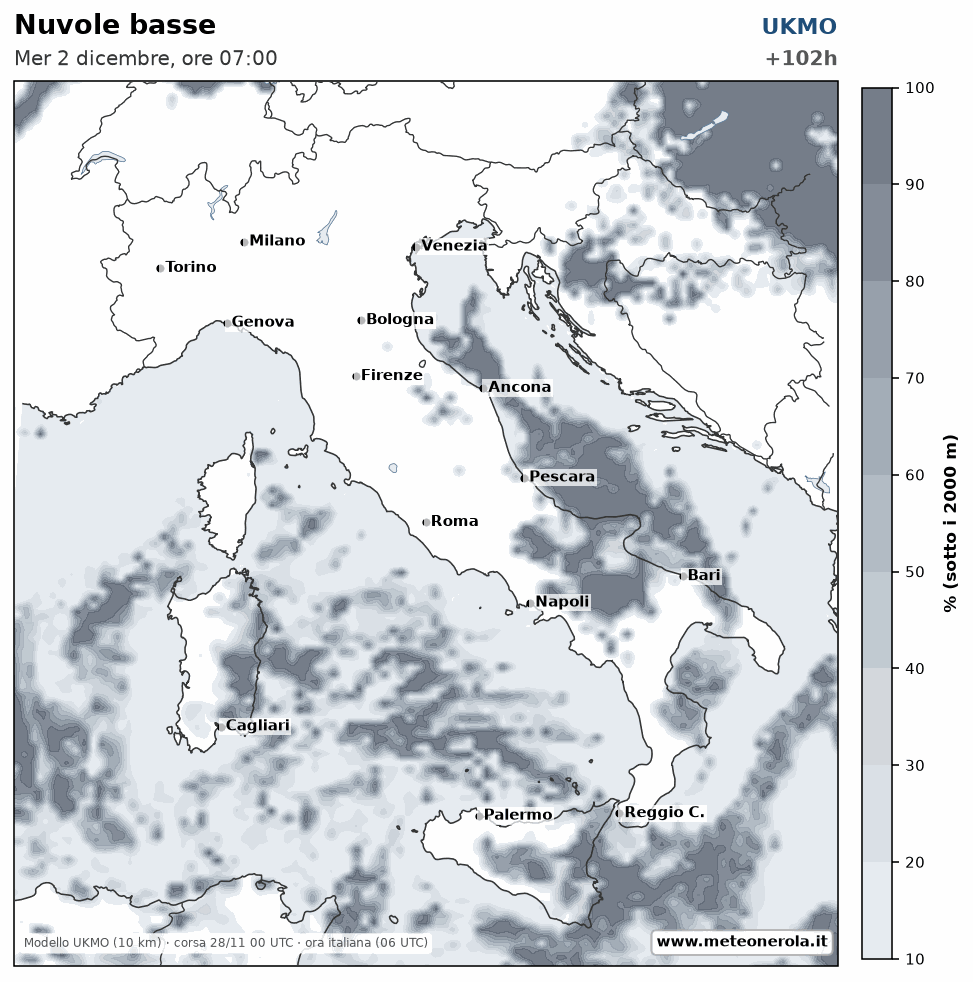 Nuvole basse
UKMO
Mer 2 dicembre, ore 07:00
+102h
100
90
80
70
60
50
40
30
20
10
% (sotto i 2000 m)
Milano
Venezia
Torino
Genova
Bologna
Firenze
Ancona
Pescara
Roma
Bari
Napoli
Cagliari
Palermo
Reggio C.
Modello UKMO (10 km) · corsa 28/11 00 UTC · ora italiana (06 UTC)
www.meteonerola.it